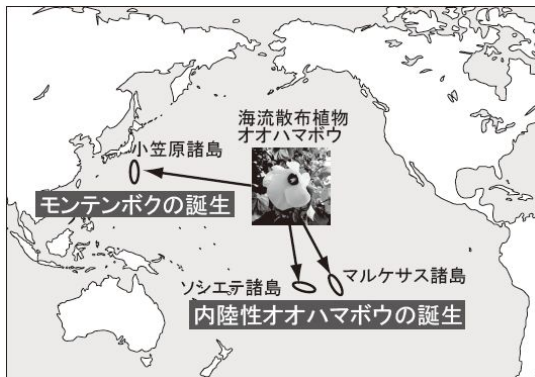 海流散布植物
オオハマボウ
小笠原諸島
モンテンボクの誕生
ソシエテ諸島
マルケサス諸島
内陸性オオハマボウの誕生